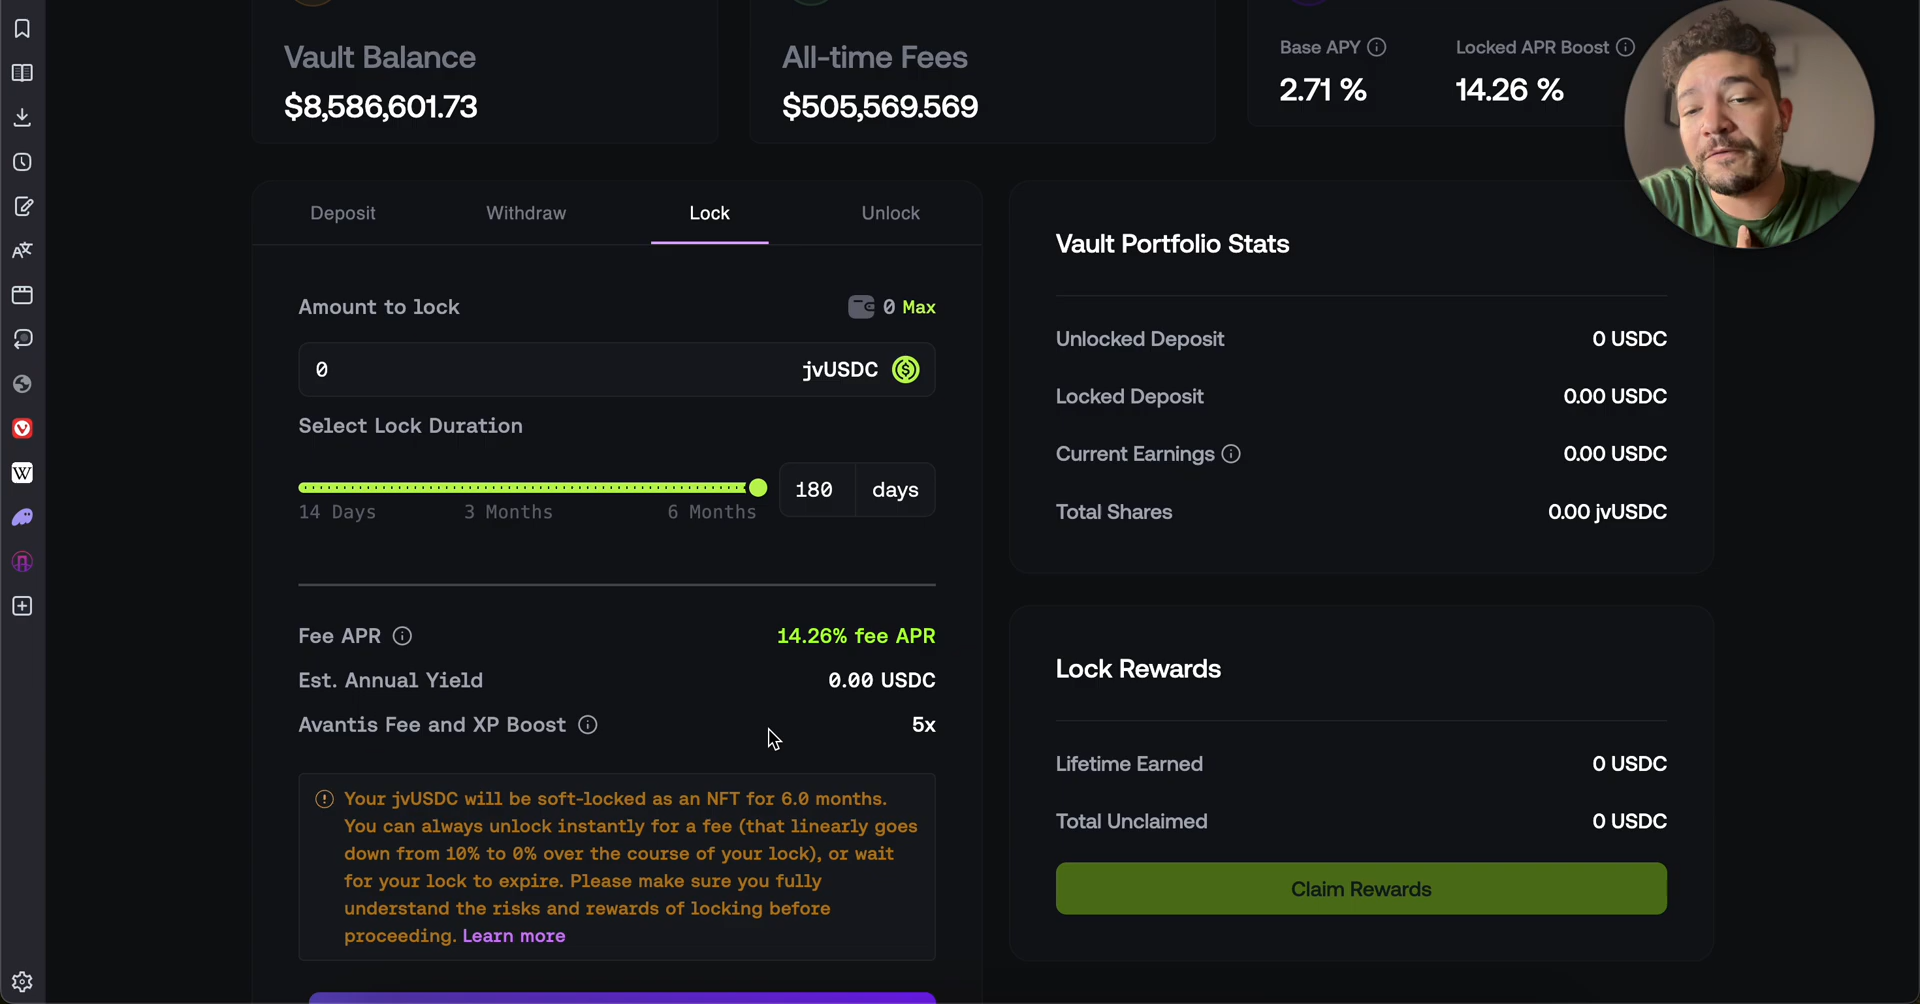 Vault Balance
$8,586,601.73
All-time Fees
$505,569.569
Base APY
2.71 %
Locked APR Boost
14.26 %
Deposit
Withdraw
Lock
Unlock
Amount to lock
0 Max
0
jvUSDC
Select Lock Duration
180 days
14 Days
3 Months
6 Months
Fee APR
14.26% fee APR
Est. Annual Yield
0.00 USDC
Avantis Fee and XP Boost
5x
Your jvUSDC will be soft-locked as an NFT for 6.0 months.
You can always unlock instantly for a fee (that linearly goes
down from 10% to 0% over the course of your lock), or wait
for your lock to expire. Please make sure you fully
understand the risks and rewards of locking before
proceeding. Learn more
Vault Portfolio Stats
Unlocked Deposit
0 USDC
Locked Deposit
0.00 USDC
Current Earnings
0.00 USDC
Total Shares
0.00 jvUSDC
Lock Rewards
Lifetime Earned
0 USDC
Total Unclaimed
0 USDC
Claim Rewards
W